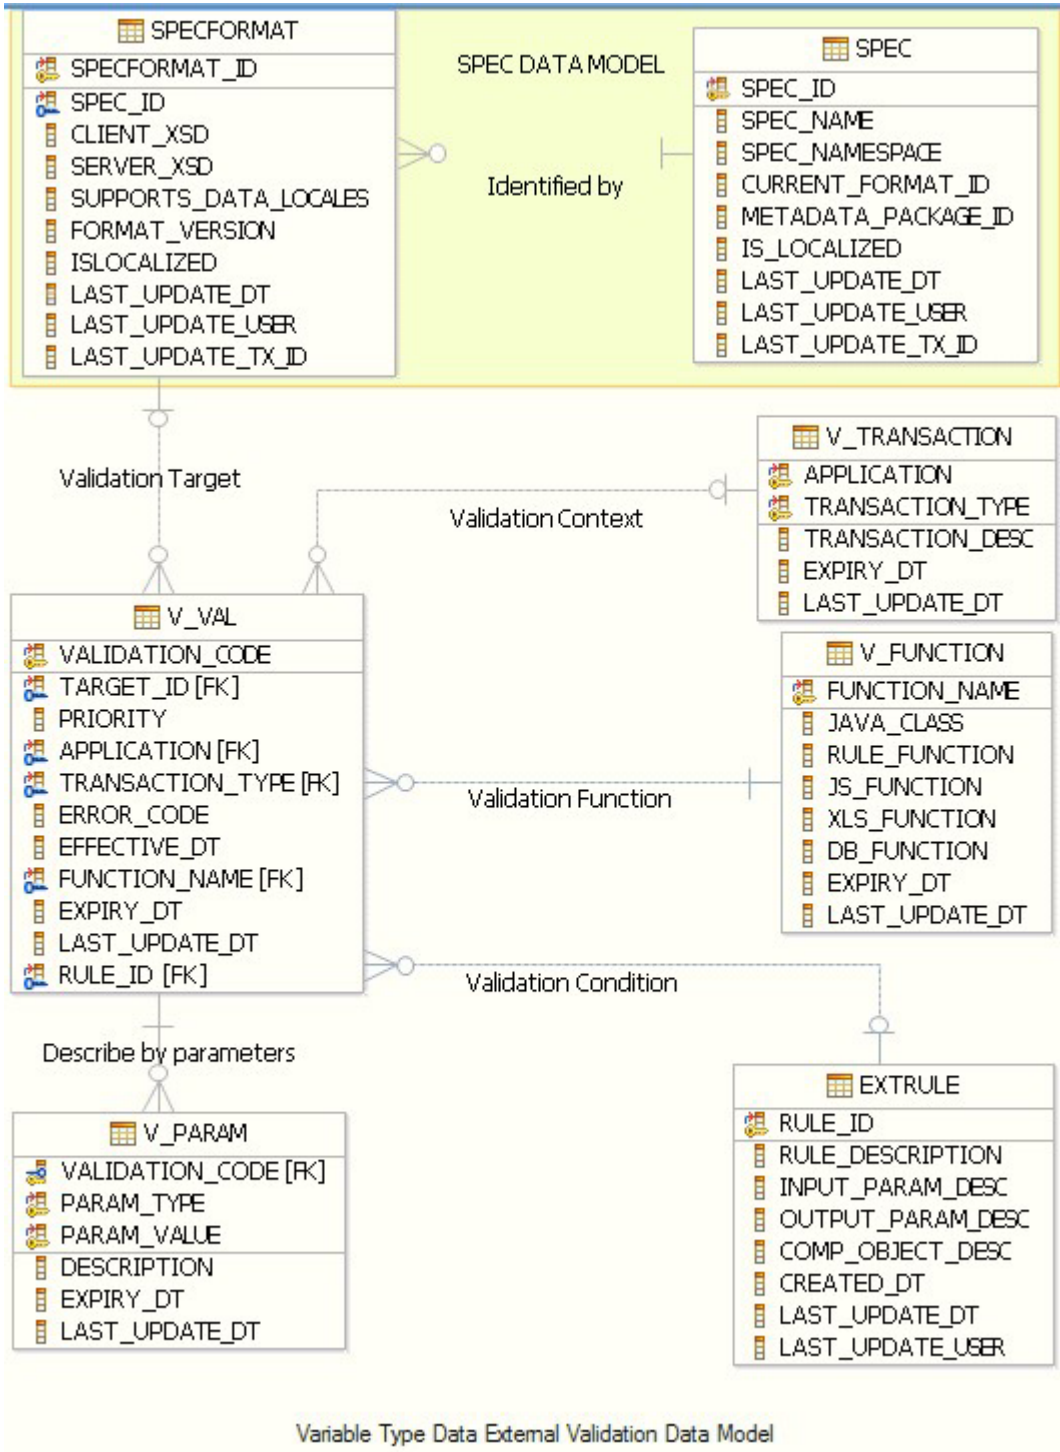 SPECFORMAT
SPECFORMAT_ID
SPEC_ID
CLIENT_XSD
SERVER_XSD
SUPPORTS_DATA_LOCALES
FORMAT_VERSION
ISLOCALIZED
LAST_UPDATE_DT
LAST_UPDATE_USER
LAST_UPDATE_TX_ID
SPEC DATA MODEL
Identified by
SPEC
SPEC_ID
SPEC_NAME
SPEC_NAMESPACE
CURRENT_FORMAT_ID
METADATA_PACKAGE_ID
IS_LOCALIZED
LAST_UPDATE_DT
LAST_UPDATE_USER
LAST_UPDATE_TX_ID
Validation Target
Validation Context
V_TRANSACTION
APPLICATION
TRANSACTION_TYPE
TRANSACTION_DESC
EXPIRY_DT
LAST_UPDATE_DT
V_VAL
VALIDATION_CODE
TARGET_ID [FK]
PRIORITY
APPLICATION [FK]
TRANSACTION_TYPE [FK]
ERROR_CODE
EFFECTIVE_DT
FUNCTION_NAME [FK]
EXPIRY_DT
LAST_UPDATE_DT
RULE_ID [FK]
Validation Function
V_FUNCTION
FUNCTION_NAME
JAVA_CLASS
RULE_FUNCTION
JS_FUNCTION
XLS_FUNCTION
DB_FUNCTION
EXPIRY_DT
LAST_UPDATE_DT
Validation Condition
Describe by parameters
V_PARAM
VALIDATION_CODE [FK]
PARAM_TYPE
PARAM_VALUE
DESCRIPTION
EXPIRY_DT
LAST_UPDATE_DT
EXTRULE
RULE_ID
RULE_DESCRIPTION
INPUT_PARAM_DESC
OUTPUT_PARAM_DESC
COMP_OBJECT_DESC
CREATED_DT
LAST_UPDATE_DT
LAST_UPDATE_USER
Variable Type Data External Validation Data Model